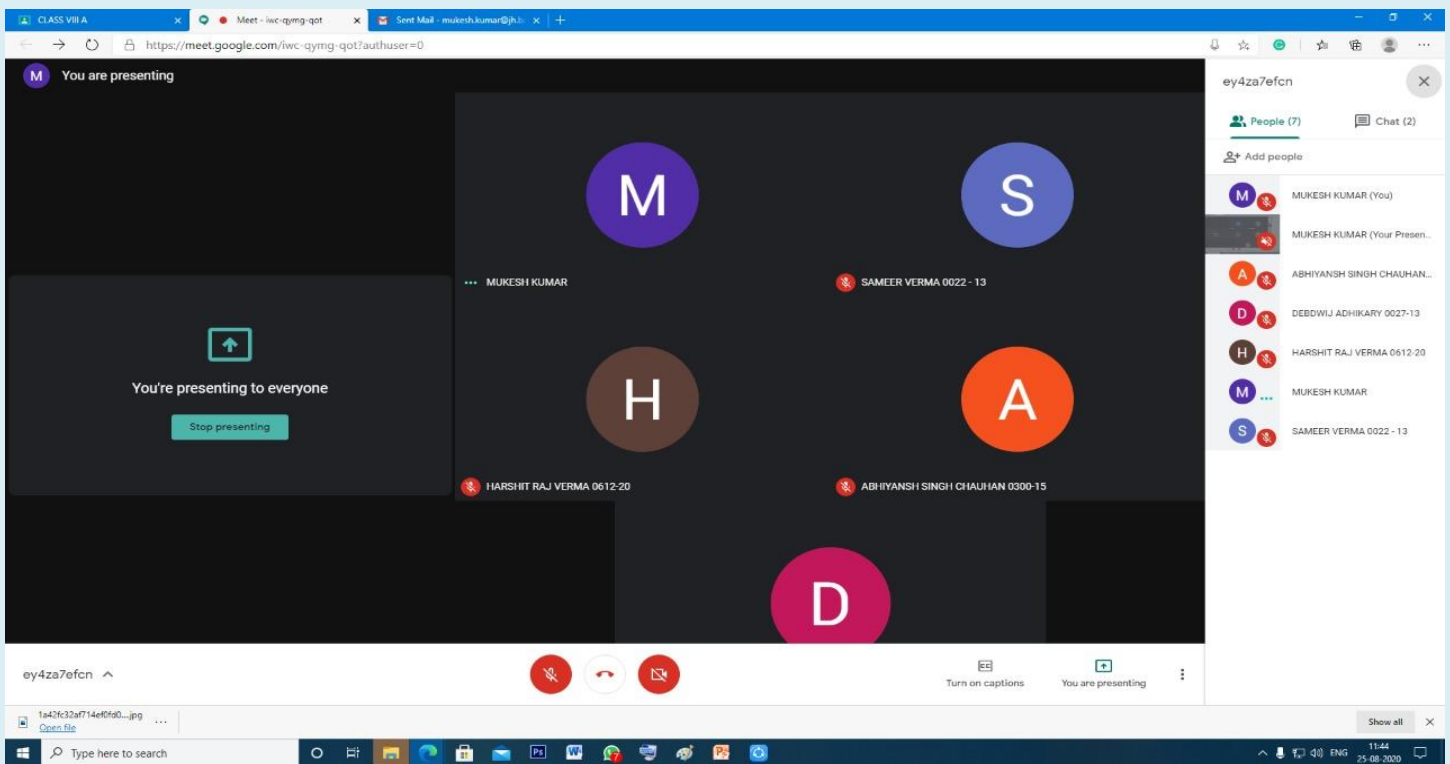 CLASS VIII A
Meet - iwc-qymg-qot
Sent Mail - mukesh.kumar@jh.b
https://meet.google.com/iwc-qymg-qot?authuser=0
M You are presenting
ey4za7efcn
People (7) Chat (2)
Add people
M MUKESH KUMAR (You)
MUKESH KUMAR (Your Presen...
A ABHIYANSH SINGH CHAUHAN...
D DEBDWIJ ADHIKARY 0027-13
H HARSHIT RAJ VERMA 0612-20
M MUKESH KUMAR
S SAMEER VERMA 0022 - 13
M
MUKESH KUMAR
S
SAMEER VERMA 0022 - 13
H
HARSHIT RAJ VERMA 0612-20
A
ABHIYANSH SINGH CHAUHAN 0300-15
D
You're presenting to everyone
Stop presenting
ey4za7efcn
CC
Turn on captions
You are presenting
1a42fc32af714ef0fd0....jpg
Open file
Show all
Type here to search
Ps
W
P
ENG
11:44
25-08-2020